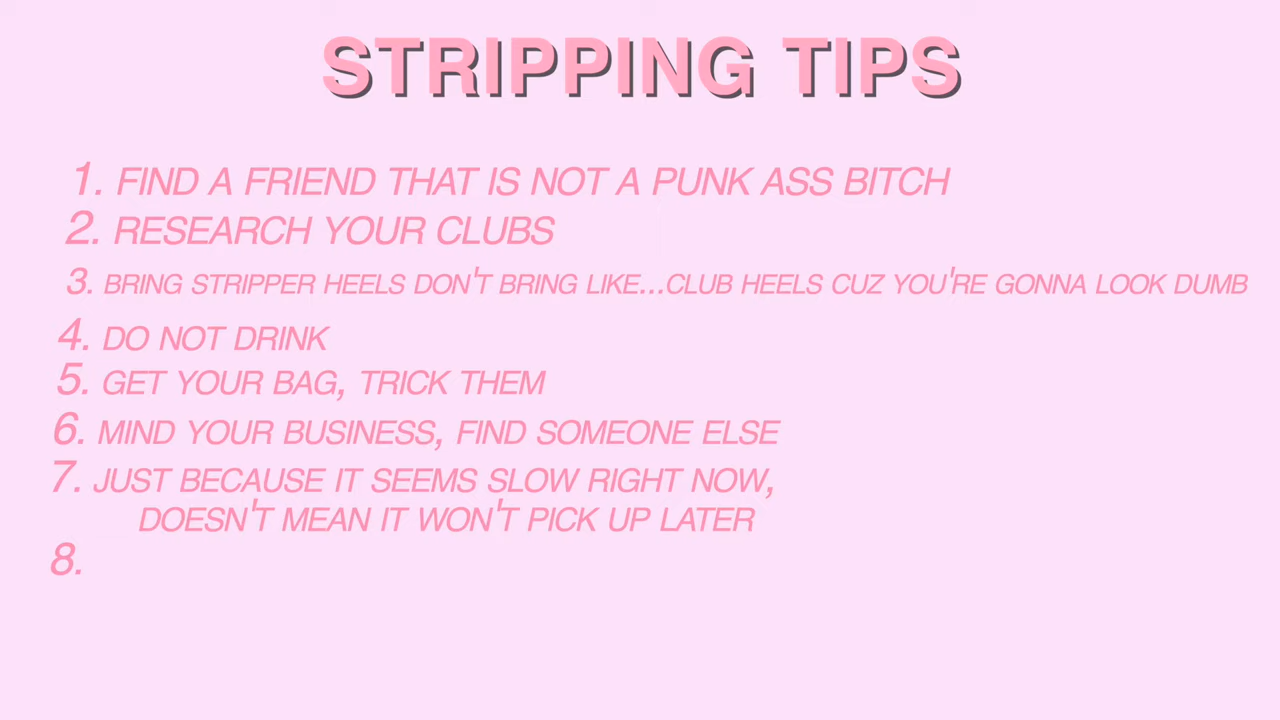 STRIPPING TIPS
1. FIND A FRIEND THAT IS NOT A PUNK ASS BITCH
2. RESEARCH YOUR CLUBS
3. BRING STRIPPER HEELS DON'T BRING LIKE...CLUB HEELS CUZ YOU'RE GONNA LOOK DUMB
4. DO NOT DRINK
5. GET YOUR BAG, TRICK THEM
6. MIND YOUR BUSINESS, FIND SOMEONE ELSE
7. JUST BECAUSE IT SEEMS SLOW RIGHT NOW,
DOESN'T MEAN IT WON'T PICK UP LATER
8.